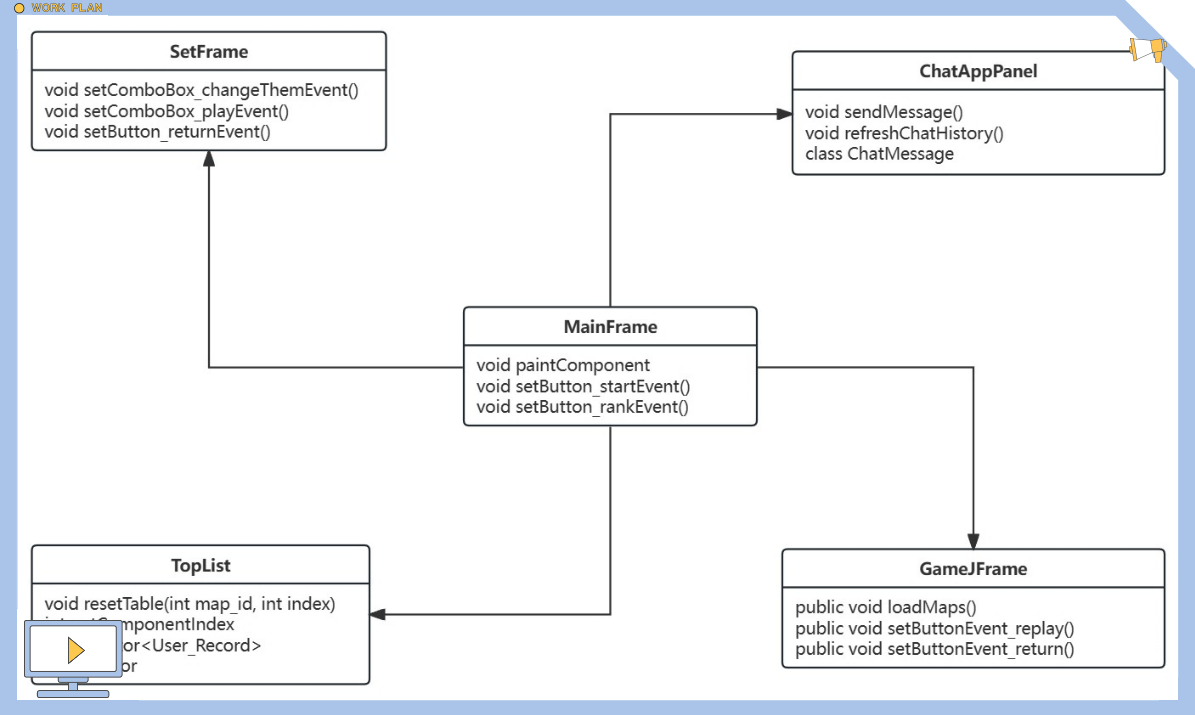 WORK PLAN
SetFrame
void setComboBox_changeThemEvent()
void setComboBox_playEvent()
void setButton_returnEvent()
ChatAppPanel
void sendMessage()
void refreshChatHistory()
class ChatMessage
MainFrame
void paintComponent
void setButton_startEvent()
void setButton_rankEvent()
TopList
void resetTable(int map_id, int index)
or<User_Record>
or
GameJFrame
public void loadMaps()
public void setButtonEvent_replay()
public void setButtonEvent_return()